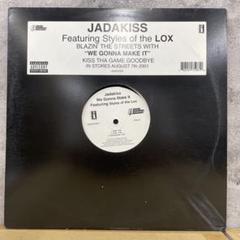 JADAKISS
Featuring Styles of the LOX
BLAZIN' THE STREETS WITH
"WE GONNA MAKE IT"
KISS THA GAME GOODBYE
IN STORES AUGUST 7th 2001
Jadakiss
We Gonna Make It
Featuring Styles of the LOX